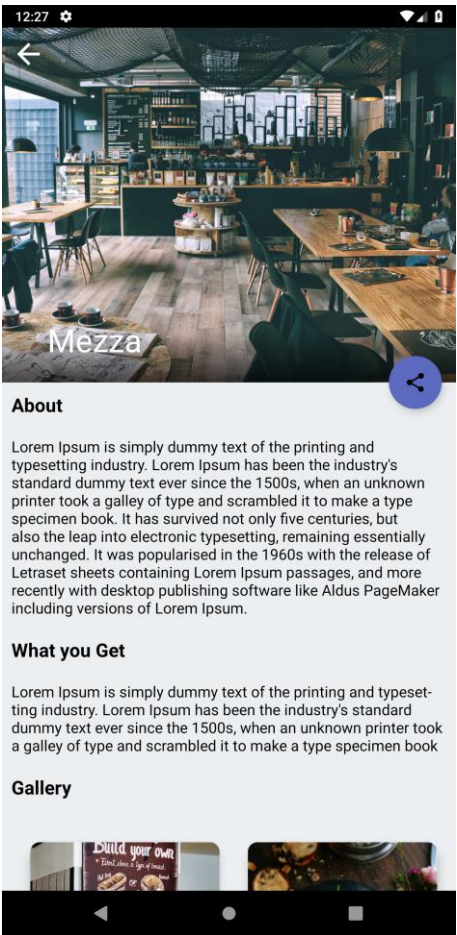 12:27
Mezza
About
Lorem Ipsum is simply dummy text of the printing and
typesetting industry. Lorem Ipsum has been the industry's
standard dummy text ever since the 1500s, when an unknown
printer took a galley of type and scrambled it to make a type
specimen book. It has survived not only five centuries, but
also the leap into electronic typesetting, remaining essentially
unchanged. It was popularised in the 1960s with the release of
Letraset sheets containing Lorem Ipsum passages, and more
recently with desktop publishing software like Aldus PageMaker
including versions of Lorem Ipsum.
What you Get
Lorem Ipsum is simply dummy text of the printing and typeset-
ting industry. Lorem Ipsum has been the industry's standard
dummy text ever since the 1500s, when an unknown printer took
a galley of type and scrambled it to make a type specimen book
Gallery
Build your own
First, choose a type of bread.
OR